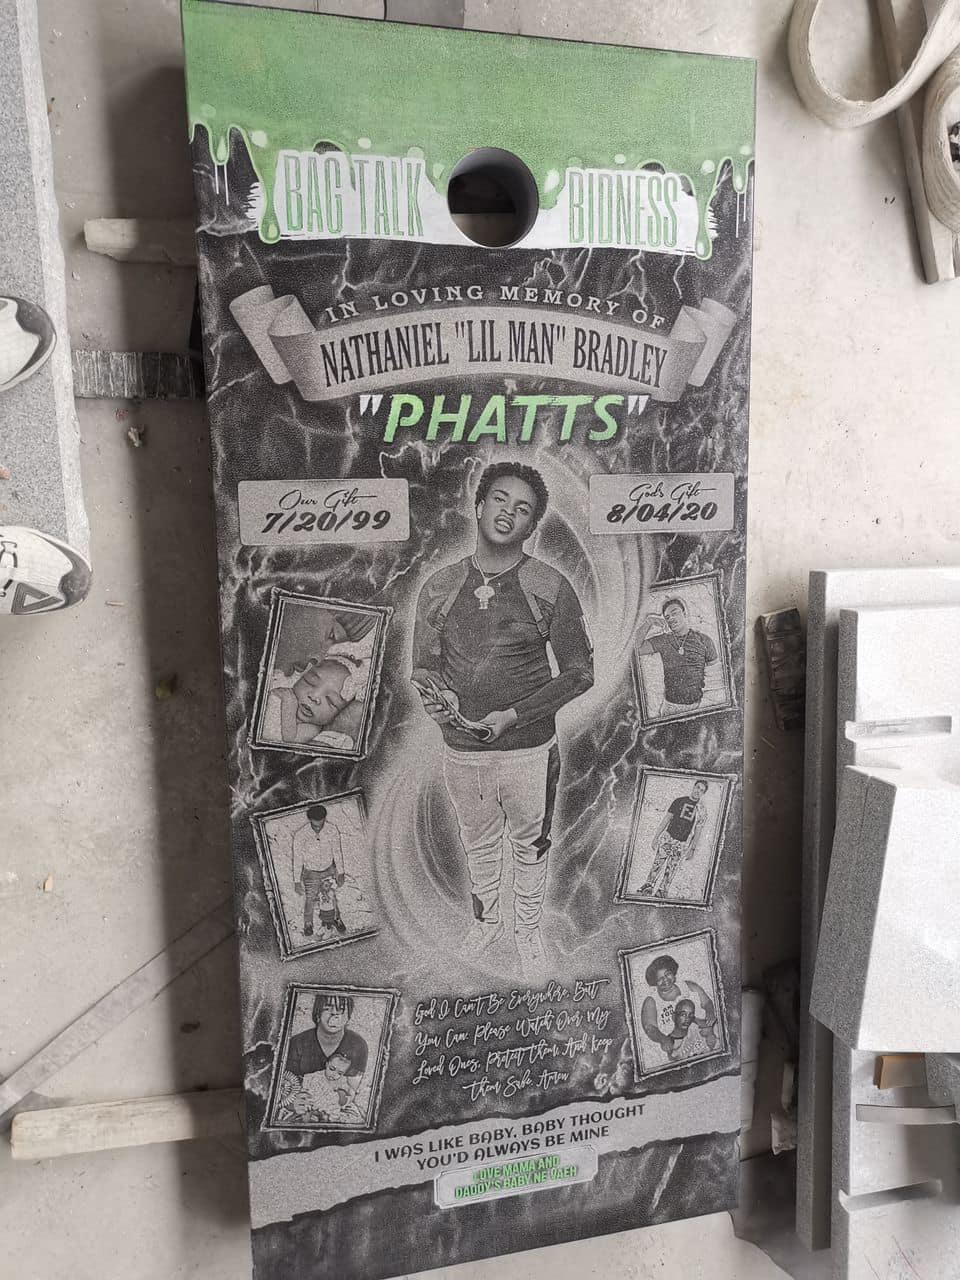 BAG TALK BIDNESS
IN LOVING MEMORY OF
NATHANIEL "LIL MAN" BRADLEY
"PHATTS"
Our Gift
7/20/99
God's Gift
8/04/20
God I Can't Be Everywhere, But
You Can. Please Watch Over My
Loved Ones, Protect Them, And Keep
Them Safe. Amen
I WAS LIKE BABY, BABY THOUGHT
YOU'D ALWAYS BE MINE
LOVE MAMA AND
DADDY'S BABY NE'VAEH